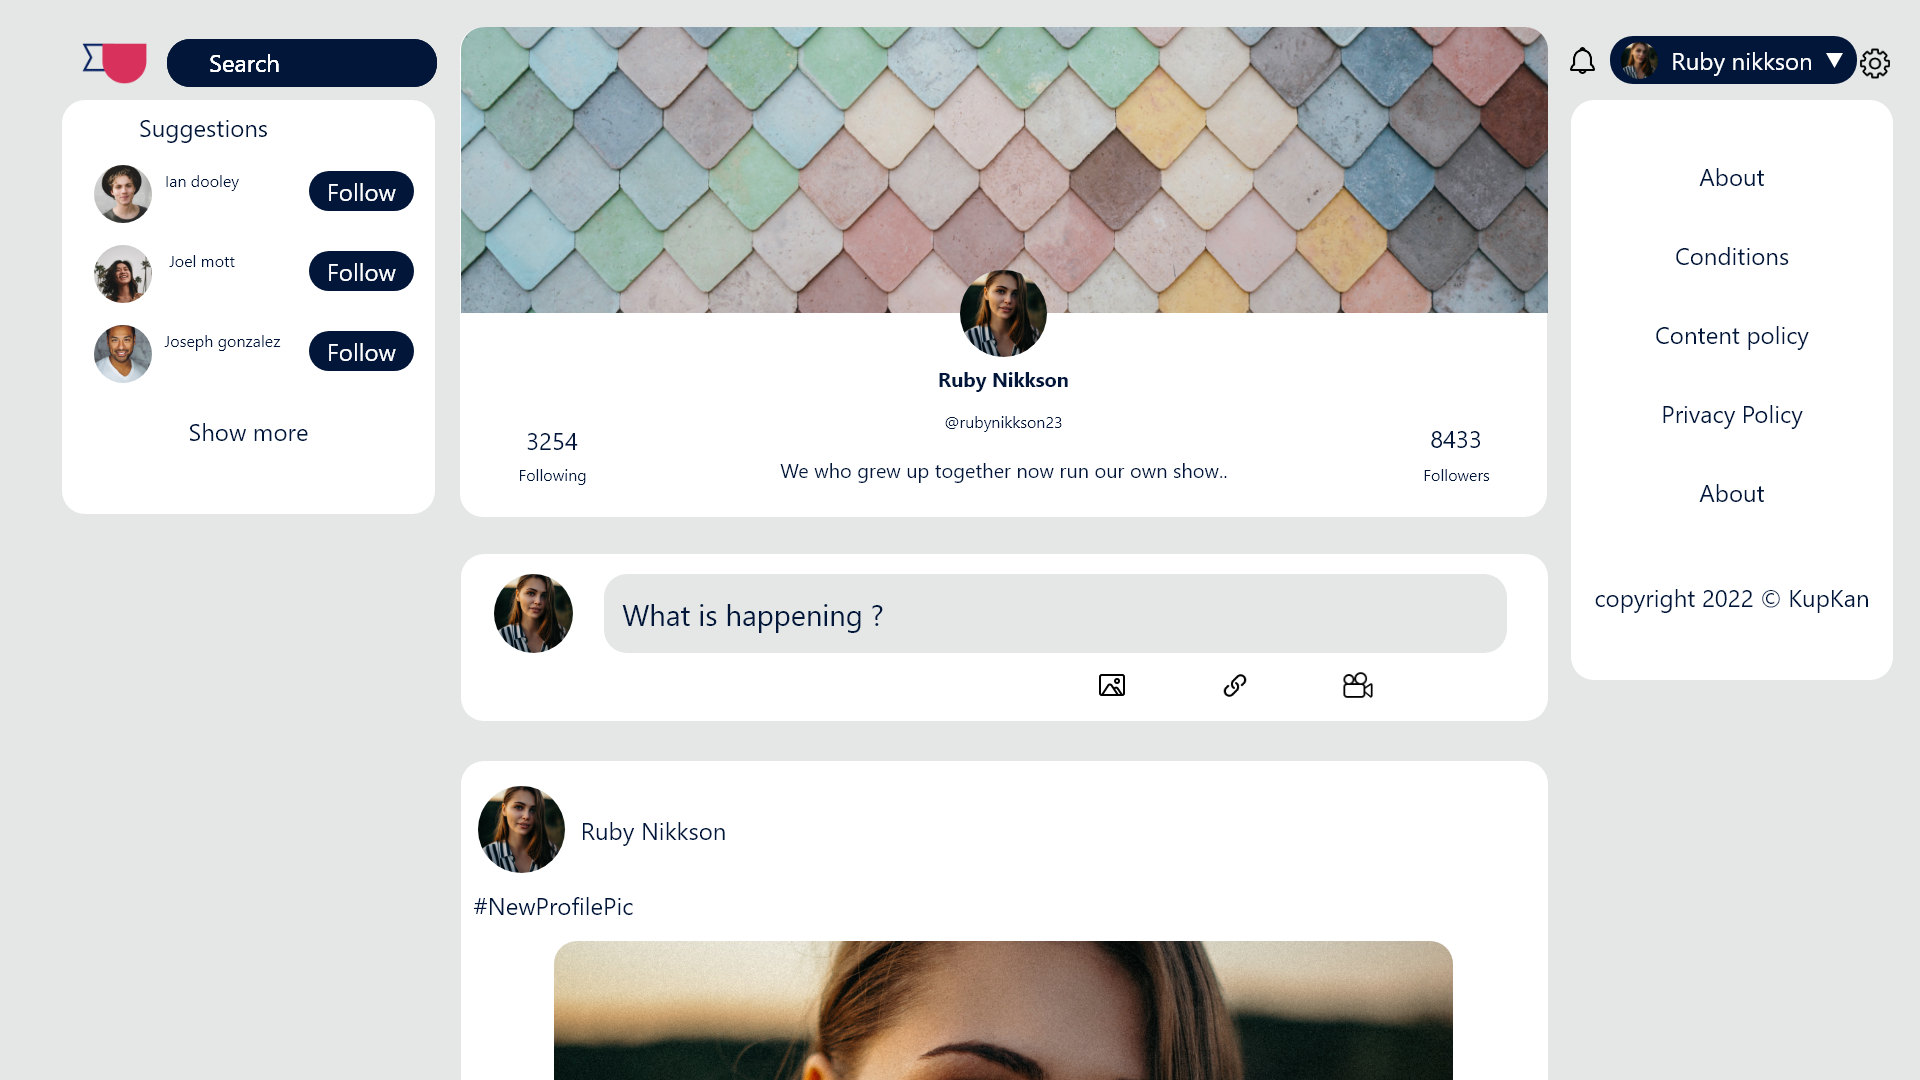 Search
Suggestions
Ian dooley
Follow
Joel mott
Follow
Joseph gonzalez
Follow
Show more
Ruby Nikkson
@rubynikkson23
3254
Following
We who grew up together now run our own show..
8433
Followers
What is happening ?
Ruby Nikkson
#NewProfilePic
Ruby nikkson ▼
About
Conditions
Content policy
Privacy Policy
About
copyright 2022 © KupKan